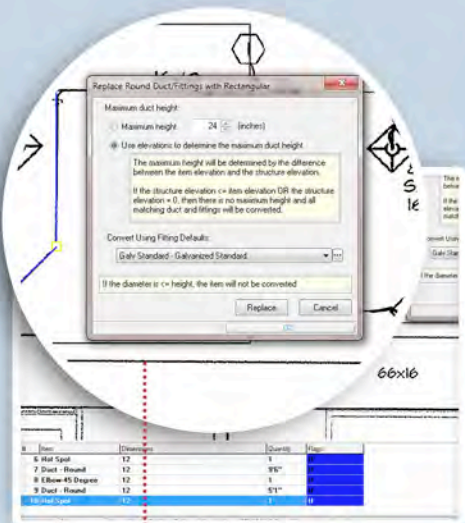 Replace Round Duct/Fittings with Rectangular
Maximum duct height:
Maximum height 24 (inches)
Use elevations to determine the maximum duct height
The maximum height will be determined by the difference
between the item elevation and the structure elevation.
If the structure elevation <= item elevation OR the structure
elevation = 0, then there is no maximum height and all
matching duct and fittings will be converted.
Convert Using Fitting Defaults:
Galv Standard - Galvanized Standard
If the diameter is <= height, the item will not be converted
Replace Cancel
66x16
# Item Dimensions Quantity Flags
6 Hot Spot 12 1
7 Duct - Round 12 9'6"
8 Elbow-45 Degree 12 1
9 Duct - Round 12 5'1"
10 Hot Spot 12 1